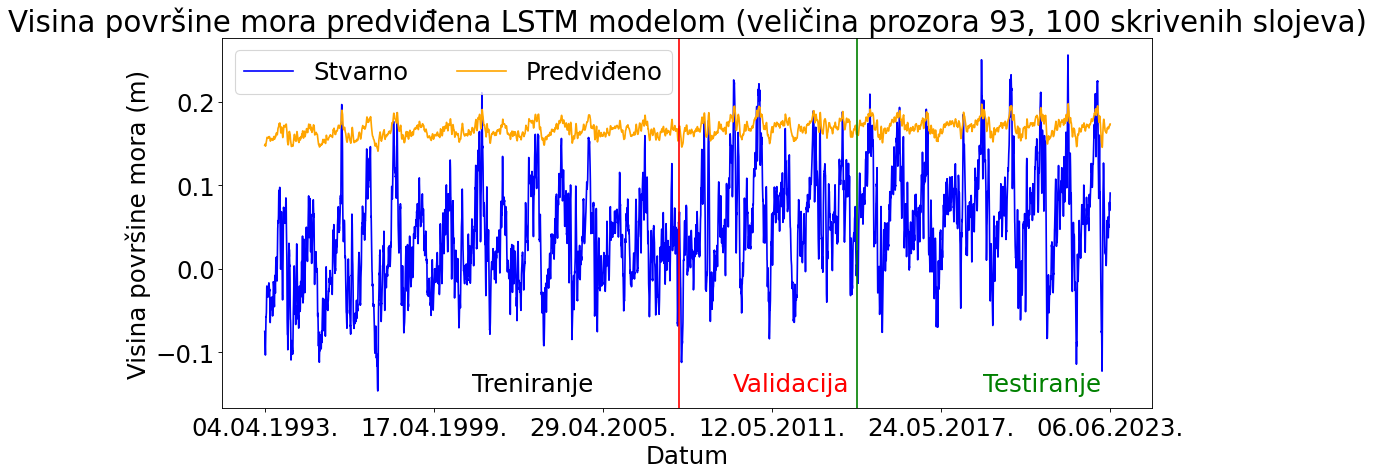 Visina površine mora predviđena LSTM modelom (veličina prozora 93, 100 skrivenih slojeva)
Stvarno Predviđeno
Visina površine mora (m)
0.2
0.1
0.0
−0.1
Treniranje Validacija Testiranje
04.04.1993. 17.04.1999. 29.04.2005. 12.05.2011. 24.05.2017. 06.06.2023.
Datum